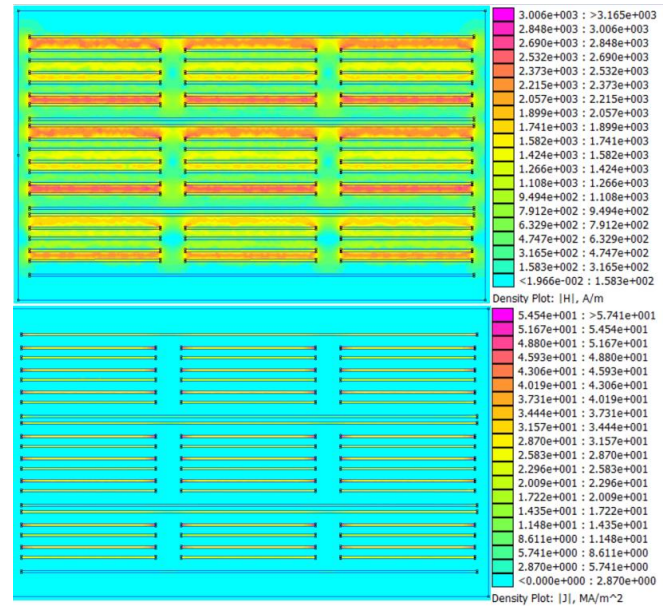 3.006e+003 : >3.165e+003
2.848e+003 : 3.006e+003
2.690e+003 : 2.848e+003
2.532e+003 : 2.690e+003
2.373e+003 : 2.532e+003
2.215e+003 : 2.373e+003
2.057e+003 : 2.215e+003
1.899e+003 : 2.057e+003
1.741e+003 : 1.899e+003
1.582e+003 : 1.741e+003
1.424e+003 : 1.582e+003
1.266e+003 : 1.424e+003
1.108e+003 : 1.266e+003
9.494e+002 : 1.108e+003
7.912e+002 : 9.494e+002
6.329e+002 : 7.912e+002
4.747e+002 : 6.329e+002
3.165e+002 : 4.747e+002
1.583e+002 : 3.165e+002
<1.966e-002 : 1.583e+002
Density Plot: |H|, A/m
5.454e+001 : >5.741e+001
5.167e+001 : 5.454e+001
4.880e+001 : 5.167e+001
4.593e+001 : 4.880e+001
4.306e+001 : 4.593e+001
4.019e+001 : 4.306e+001
3.731e+001 : 4.019e+001
3.444e+001 : 3.731e+001
3.157e+001 : 3.444e+001
2.870e+001 : 3.157e+001
2.583e+001 : 2.870e+001
2.296e+001 : 2.583e+001
2.009e+001 : 2.296e+001
1.722e+001 : 2.009e+001
1.435e+001 : 1.722e+001
1.148e+001 : 1.435e+001
8.611e+000 : 1.148e+001
5.741e+000 : 8.611e+000
2.870e+000 : 5.741e+000
<0.000e+000 : 2.870e+000
Density Plot: |J|, MA/m^2